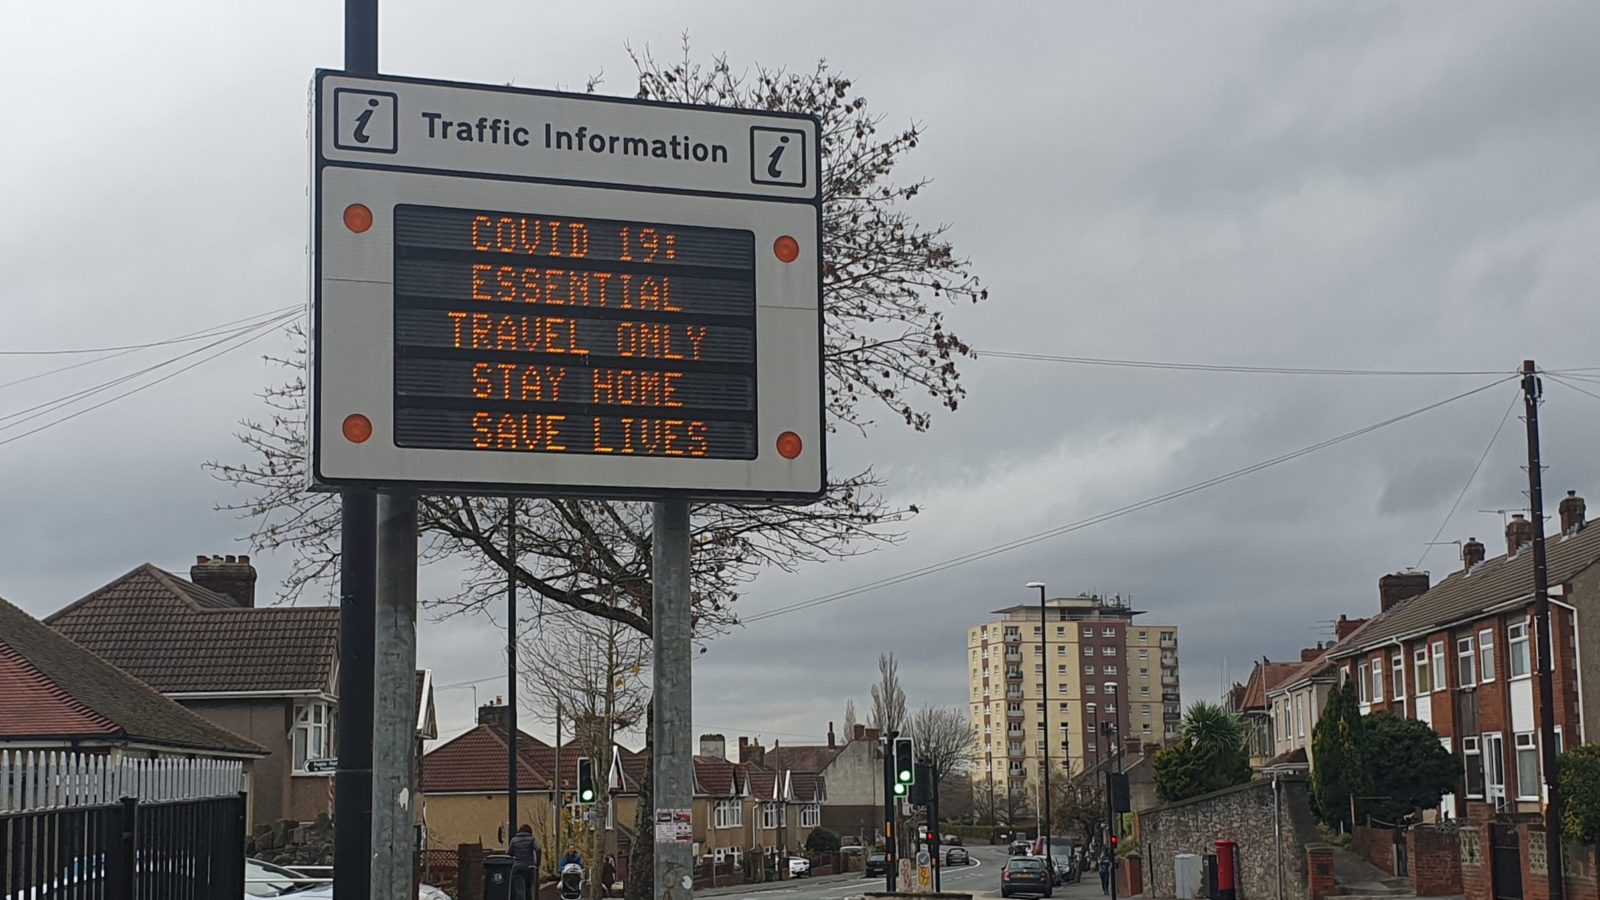 i Traffic Information i
COVID 19:
ESSENTIAL
TRAVEL ONLY
STAY HOME
SAVE LIVES